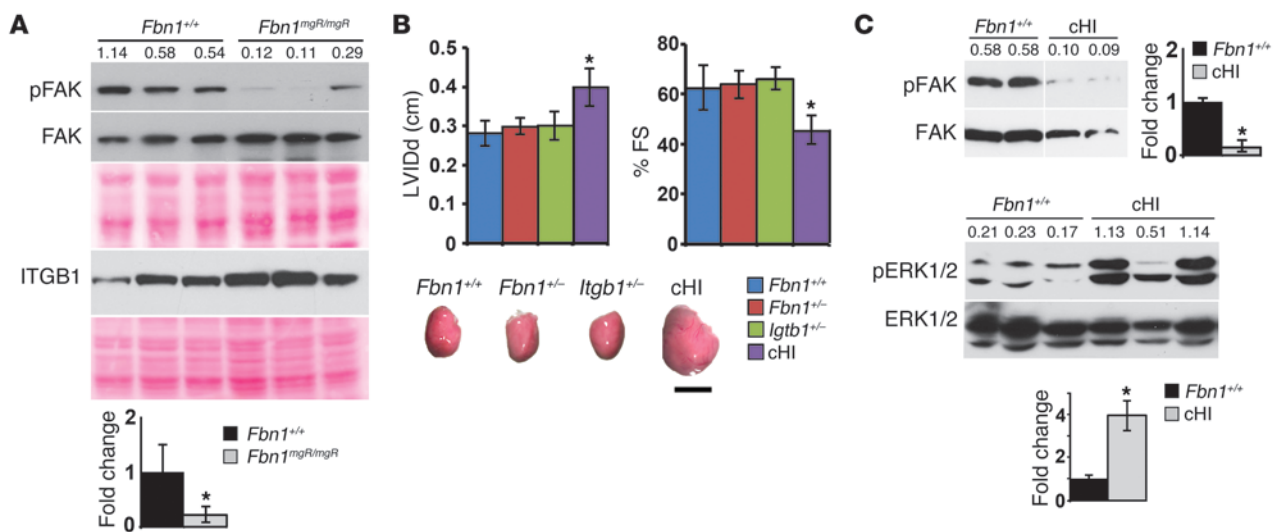 A
Fbn1+/+ Fbn1mgR/mgR
1.14 0.58 0.54 0.12 0.11 0.29
pFAK
FAK
ITGB1
Fold change
2
1
0
*
Fbn1+/+
Fbn1mgR/mgR
B
LVIDd (cm)
0.5
0.4
0.3
0.2
0.1
0
*
% FS
80
60
40
20
0
*
Fbn1+/+ Fbn1+/– Itgb1+/– cHI
Fbn1+/+
Fbn1+/–
Igtb1+/–
cHI
C
Fbn1+/+ cHI
0.58 0.58 0.10 0.09
pFAK
FAK
Fold change
2
1
0
*
Fbn1+/+
cHI
Fbn1+/+ cHI
0.21 0.23 0.17 1.13 0.51 1.14
pERK1/2
ERK1/2
Fold change
4
2
0
*
Fbn1+/+
cHI